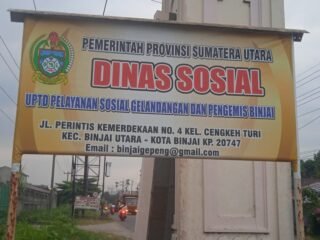 PEMERINTAH PROVINSI SUMATERA UTARA
DINAS SOSIAL
UPTD PELAYANAN SOSIAL GELANDANGAN DAN PENGEMIS BINJAI
JL. PERINTIS KEMERDEKAAN NO. 4 KEL. CENGKEH TURI
KEC. BINJAI UTARA - KOTA BINJAI KP. 20747
Email : binjaigepeng@gmail.com